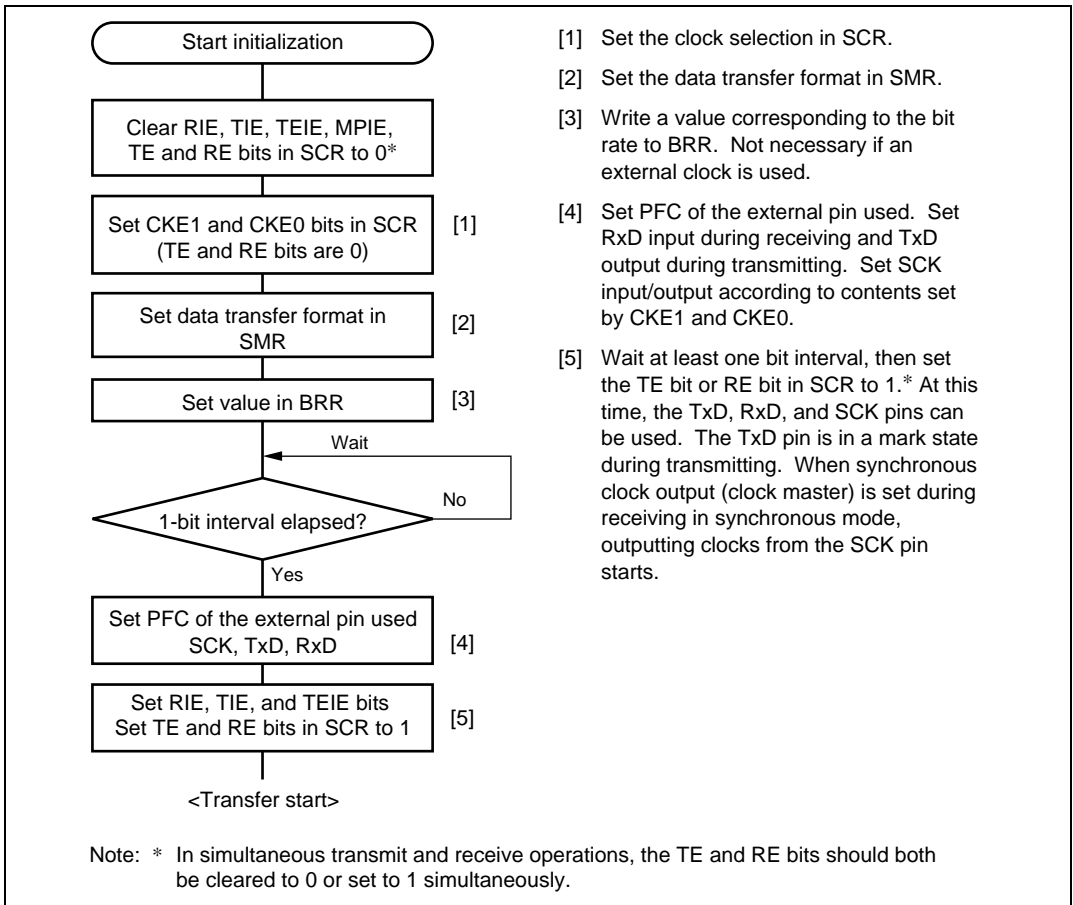 Start initialization
Clear RIE, TIE, TEIE, MPIE,
TE and RE bits in SCR to 0*
Set CKE1 and CKE0 bits in SCR
(TE and RE bits are 0)
[1]
Set data transfer format in
SMR
[2]
Set value in BRR
[3]
Wait
1-bit interval elapsed?
No
Yes
Set PFC of the external pin used
SCK, TxD, RxD
[4]
Set RIE, TIE, and TEIE bits
Set TE and RE bits in SCR to 1
[5]
<Transfer start>
[1] Set the clock selection in SCR.
[2] Set the data transfer format in SMR.
[3] Write a value corresponding to the bit
rate to BRR. Not necessary if an
external clock is used.
[4] Set PFC of the external pin used. Set
RxD input during receiving and TxD
output during transmitting. Set SCK
input/output according to contents set
by CKE1 and CKE0.
[5] Wait at least one bit interval, then set
the TE bit or RE bit in SCR to 1.* At this
time, the TxD, RxD, and SCK pins can
be used. The TxD pin is in a mark state
during transmitting. When synchronous
clock output (clock master) is set during
receiving in synchronous mode,
outputting clocks from the SCK pin
starts.
Note: * In simultaneous transmit and receive operations, the TE and RE bits should both
be cleared to 0 or set to 1 simultaneously.